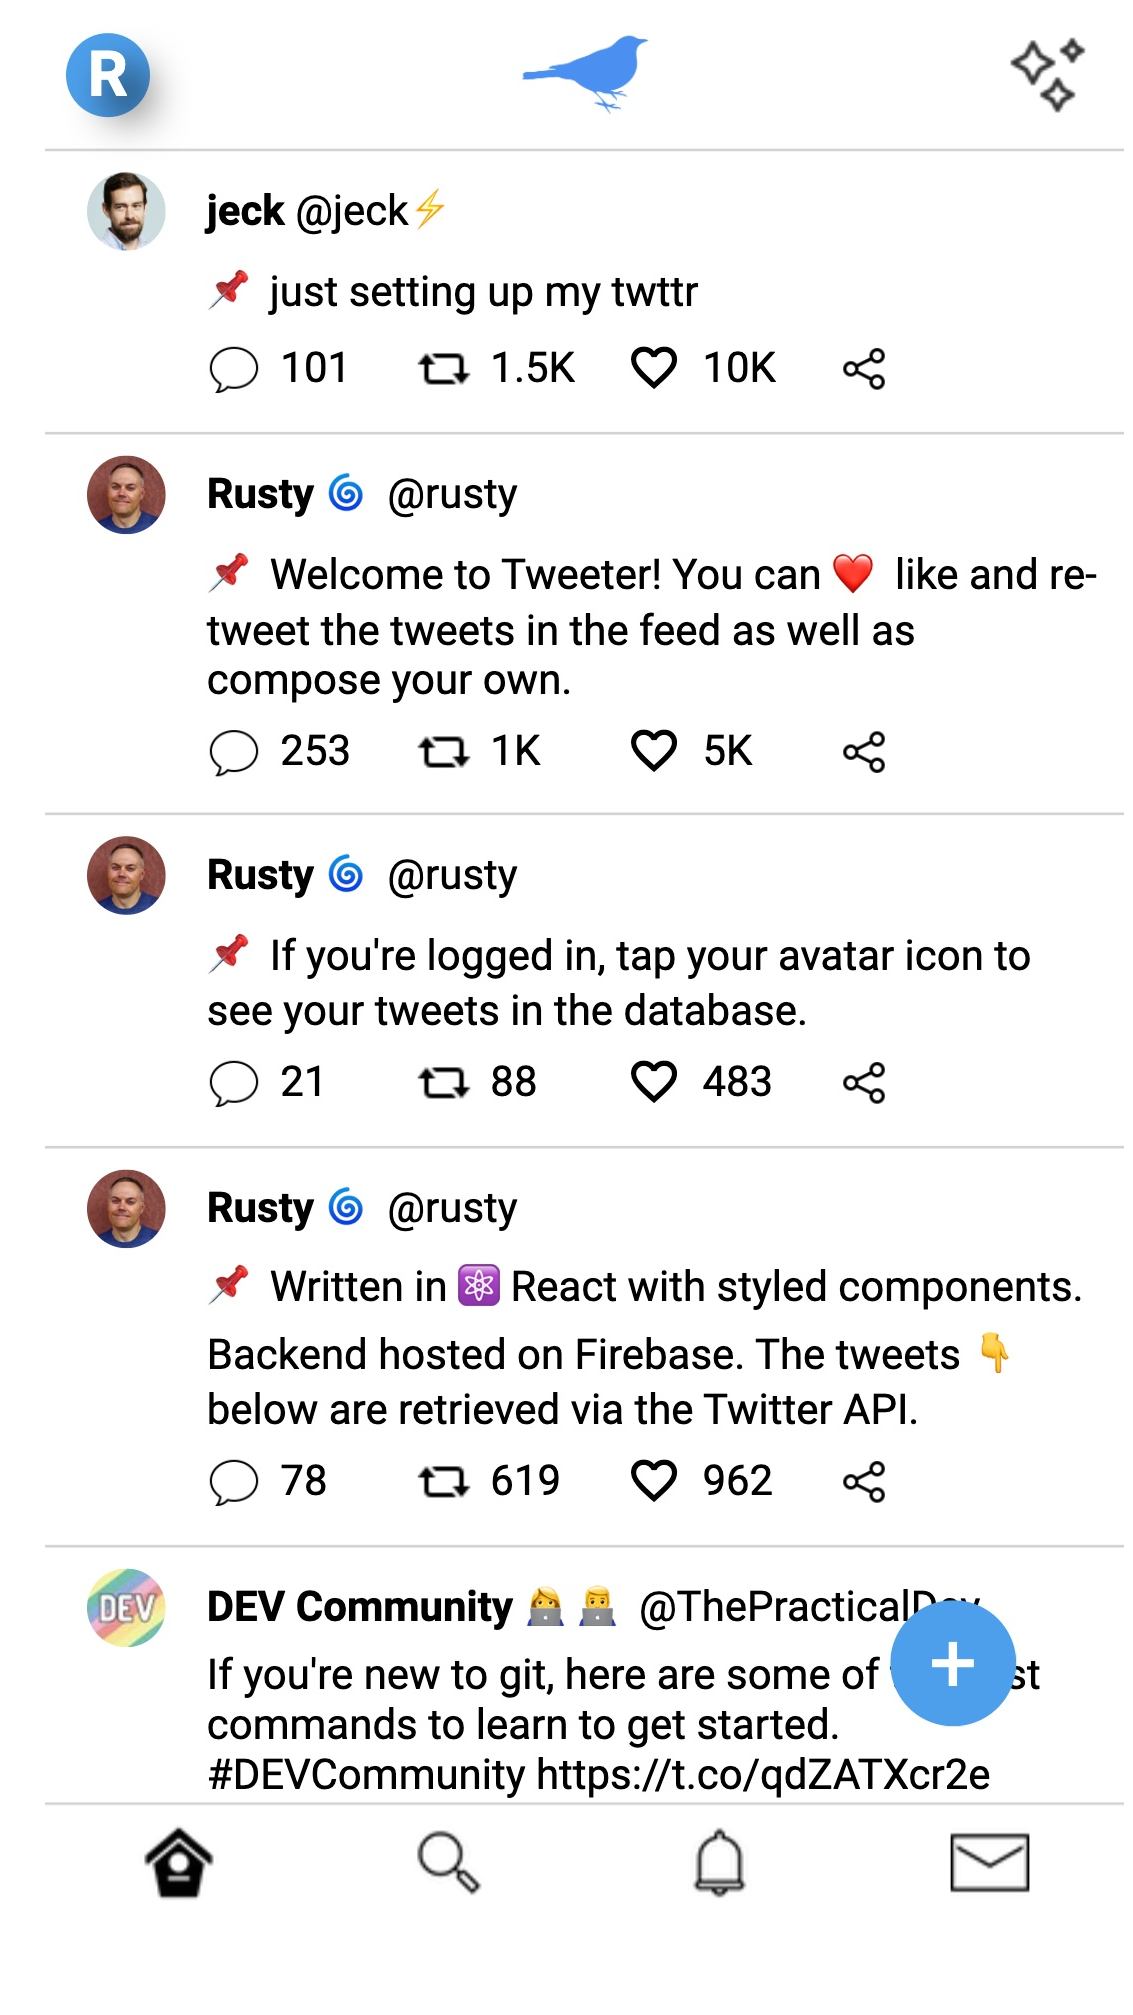 R
jeck @jeck⚡
📌 just setting up my twttr
101 1.5K 10K
Rusty 🌀 @rusty
📌 Welcome to Tweeter! You can ❤️ like and re-
tweet the tweets in the feed as well as
compose your own.
253 1K 5K
Rusty 🌀 @rusty
📌 If you're logged in, tap your avatar icon to
see your tweets in the database.
21 88 483
Rusty 🌀 @rusty
📌 Written in ⚛️ React with styled components.
Backend hosted on Firebase. The tweets 👇
below are retrieved via the Twitter API.
78 619 962
DEV
DEV Community 👩‍💻 👨‍💻 @ThePracticalDev
If you're new to git, here are some of
commands to learn to get started.
#DEVCommunity https://t.co/qdZATXcr2e